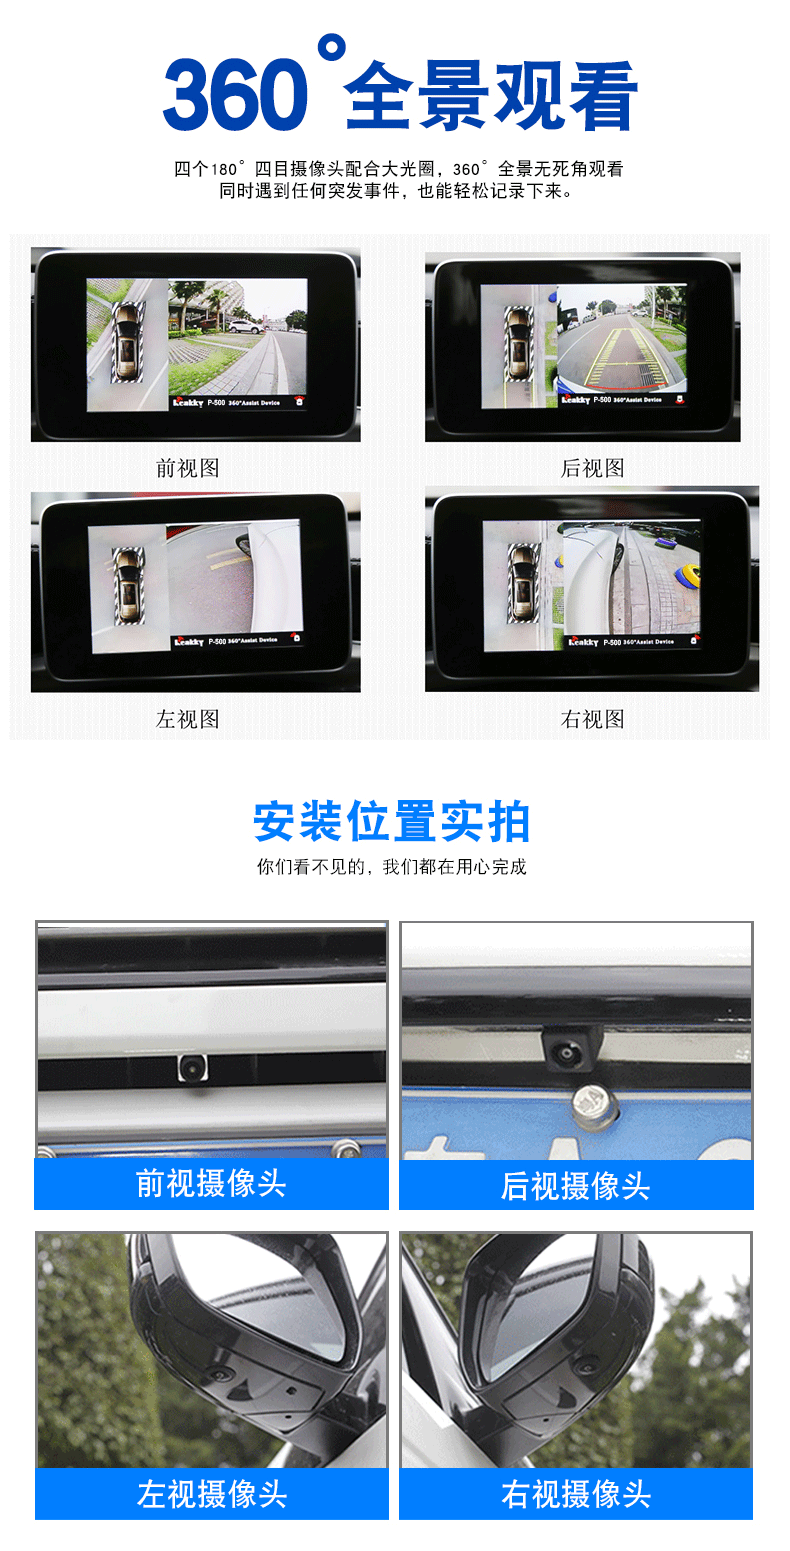 360°全景观看
四个180°四目摄像头配合大光圈，360°全景无死角观看
同时遇到任何突发事件，也能轻松记录下来。
Leakky P-500 360°Assist Device
Leakky P-500 360°Assist Device
前视图
后视图
Leakky P-500 360°Assist Device
Leakky P-500 360°Assist Device
左视图
右视图
安装位置实拍
你们看不见的，我们都在用心完成
前视摄像头
后视摄像头
左视摄像头
右视摄像头